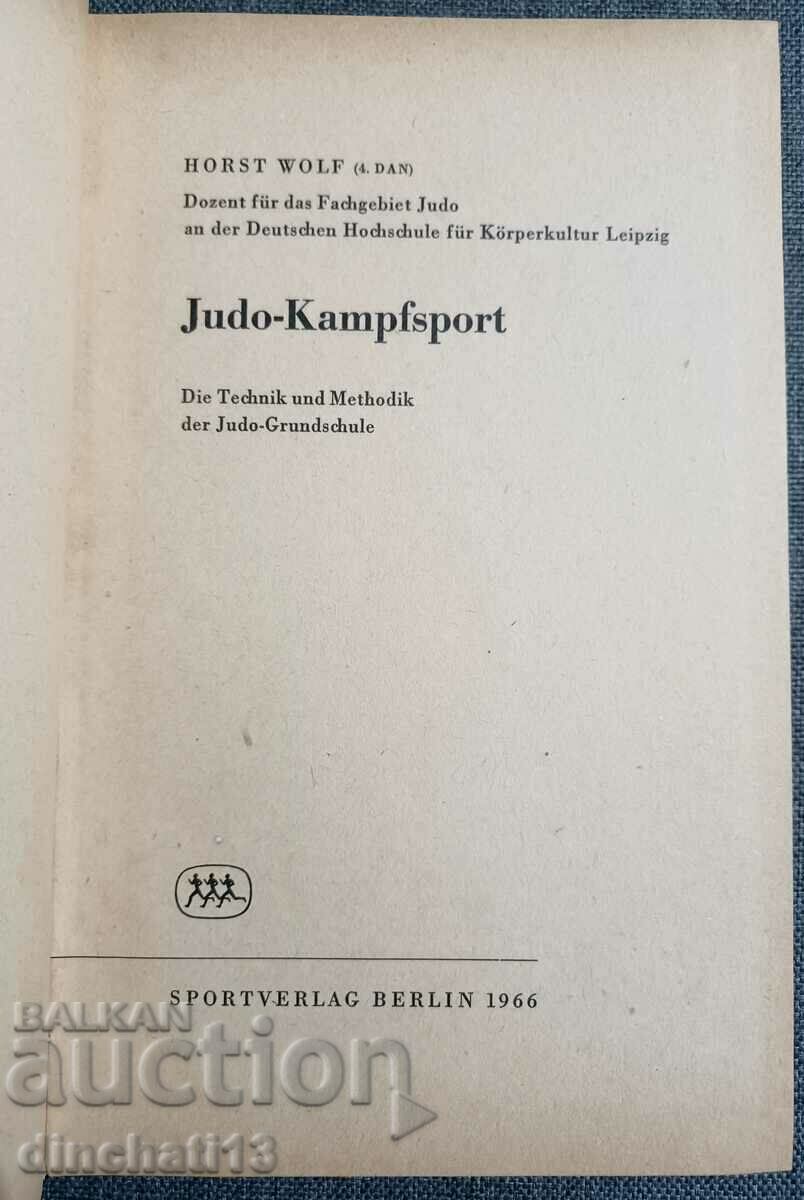 HORST WOLF (4. DAN)
Dozent für das Fachgebiet Judo
an der Deutschen Hochschule für Körperkultur Leipzig
Judo-Kampfsport
Die Technik und Methodik
der Judo-Grundschule
SPORTVERLAG BERLIN 1966
BALKAN
auction
dinchati13